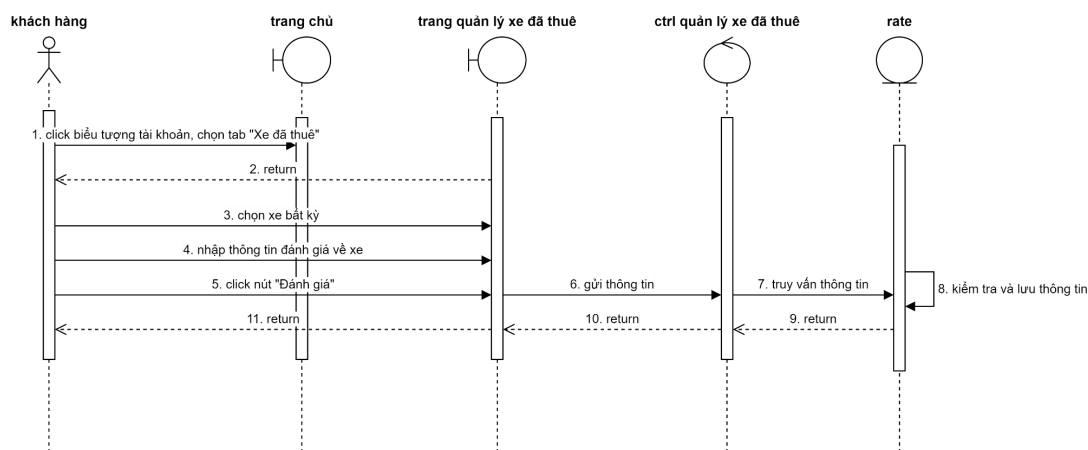 khách hàng
trang chủ
trang quản lý xe đã thuê
ctrl quản lý xe đã thuê
rate
1. click biểu tượng tài khoản, chọn tab "Xe đã thuê"
2. return
3. chọn xe bất kỳ
4. nhập thông tin đánh giá về xe
5. click nút "Đánh giá"
6. gửi thông tin
7. truy vấn thông tin
8. kiểm tra và lưu thông tin
11. return
10. return
9. return